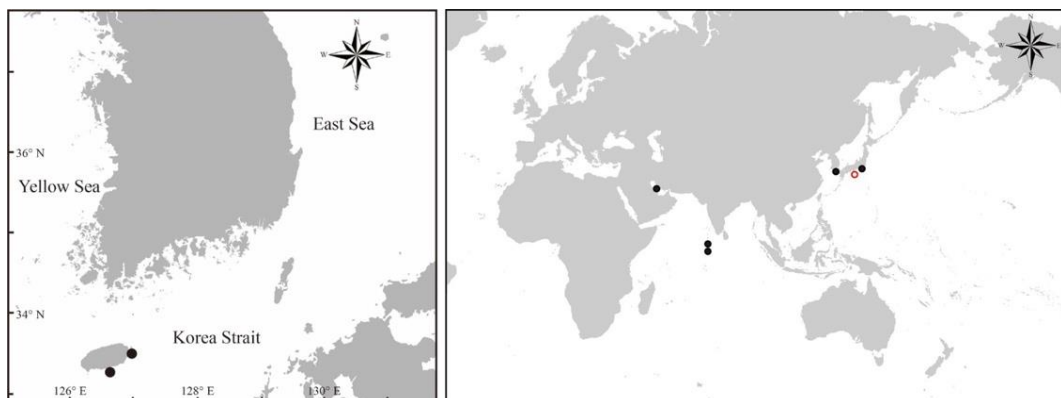 N
W E
S
East Sea
36° N
Yellow Sea
34° N
Korea Strait
126° E 128° E 130° E
N
W E
S